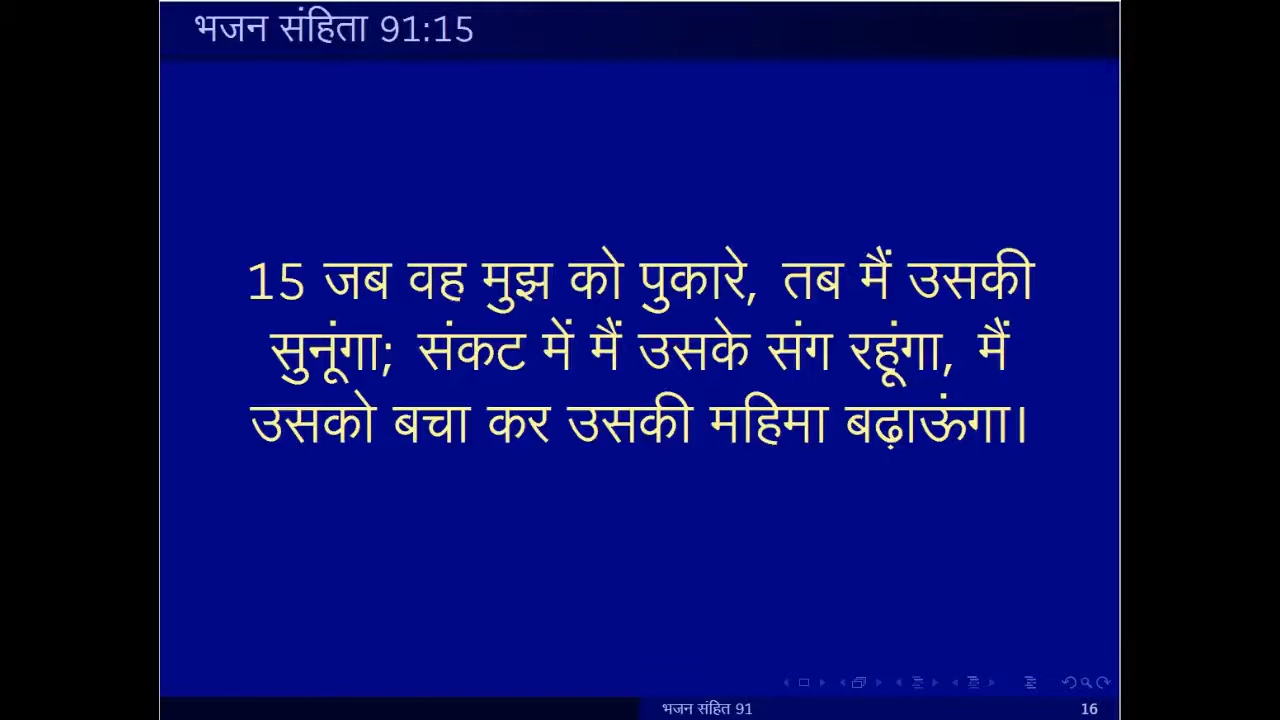 भजन संहिता 91:15
15 जब वह मुझ को पुकारे, तब मैं उसकी
सुनूंगा; संकट में मैं उसके संग रहूंगा, मैं
उसको बचा कर उसकी महिमा बढ़ाऊंगा।
भजन संहित 91
16